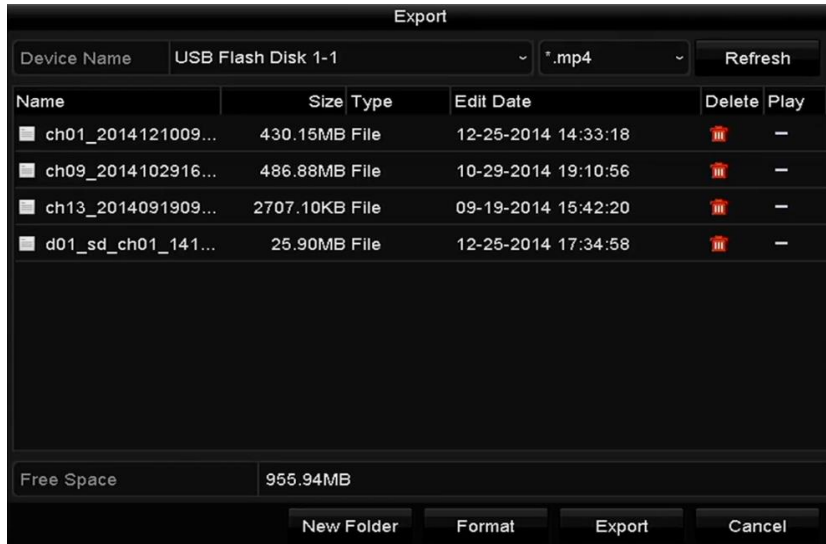 Export
Device Name USB Flash Disk 1-1 *.mp4 Refresh
Name Size Type Edit Date Delete Play
ch01_2014121009... 430.15MB File 12-25-2014 14:33:18
ch09_2014102916... 486.88MB File 10-29-2014 19:10:56
ch13_2014091909... 2707.10KB File 09-19-2014 15:42:20
d01_sd_ch01_141... 25.90MB File 12-25-2014 17:34:58
Free Space 955.94MB
New Folder Format Export Cancel